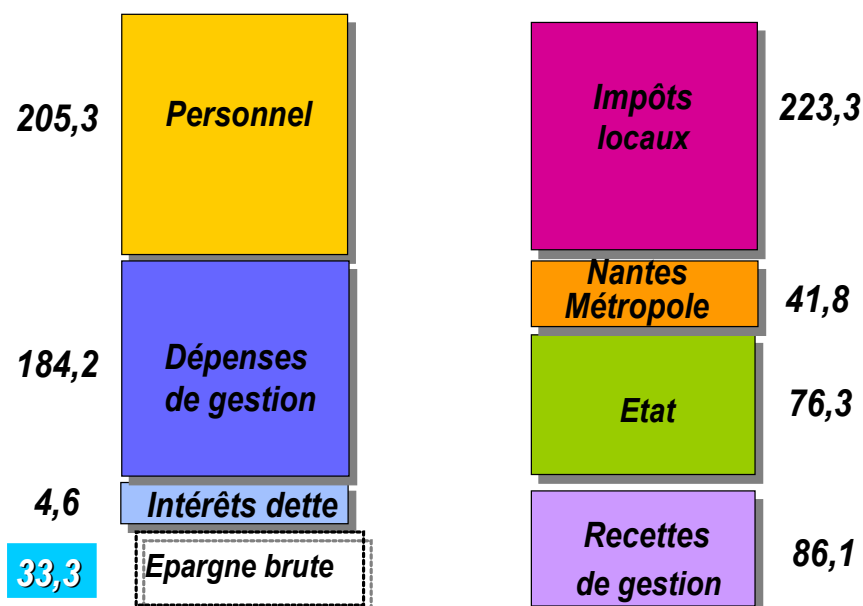 205,3
Personnel
184,2
Dépenses
de gestion
4,6
Intérêts dette
33,3
Epargne brute
Impôts
locaux
223,3
Nantes
Métropole
41,8
Etat
76,3
Recettes
de gestion
86,1